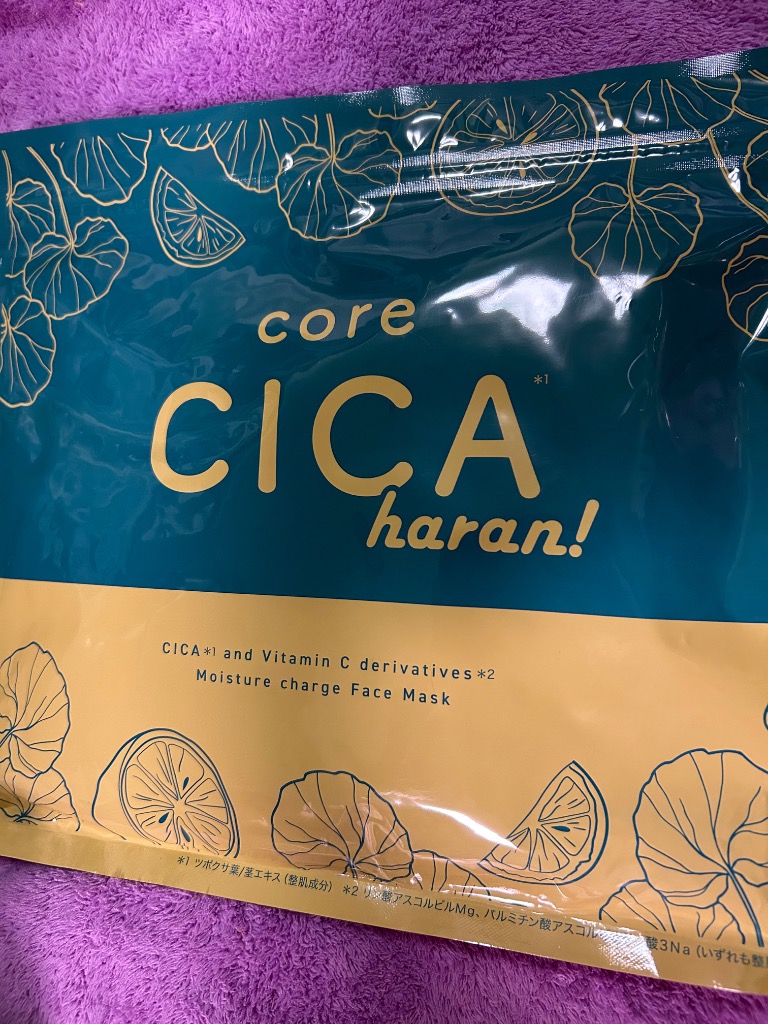 core
CICA*1
haran!
CICA*1 and Vitamin C derivatives*2
Moisture charge Face Mask
*1 ツボクサ葉/茎エキス (整肌成分) *2 リン酸アスコルビルMg、パルミチン酸アスコル 酸3Na (いずれも整